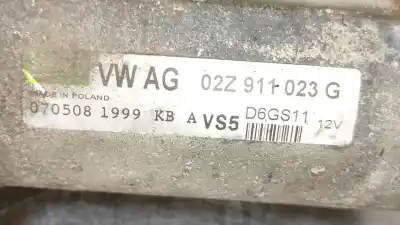 VW AG 02Z 911 023 G
MADE IN POLAND
070508 1999 KB A VS5 D6GS11 12V